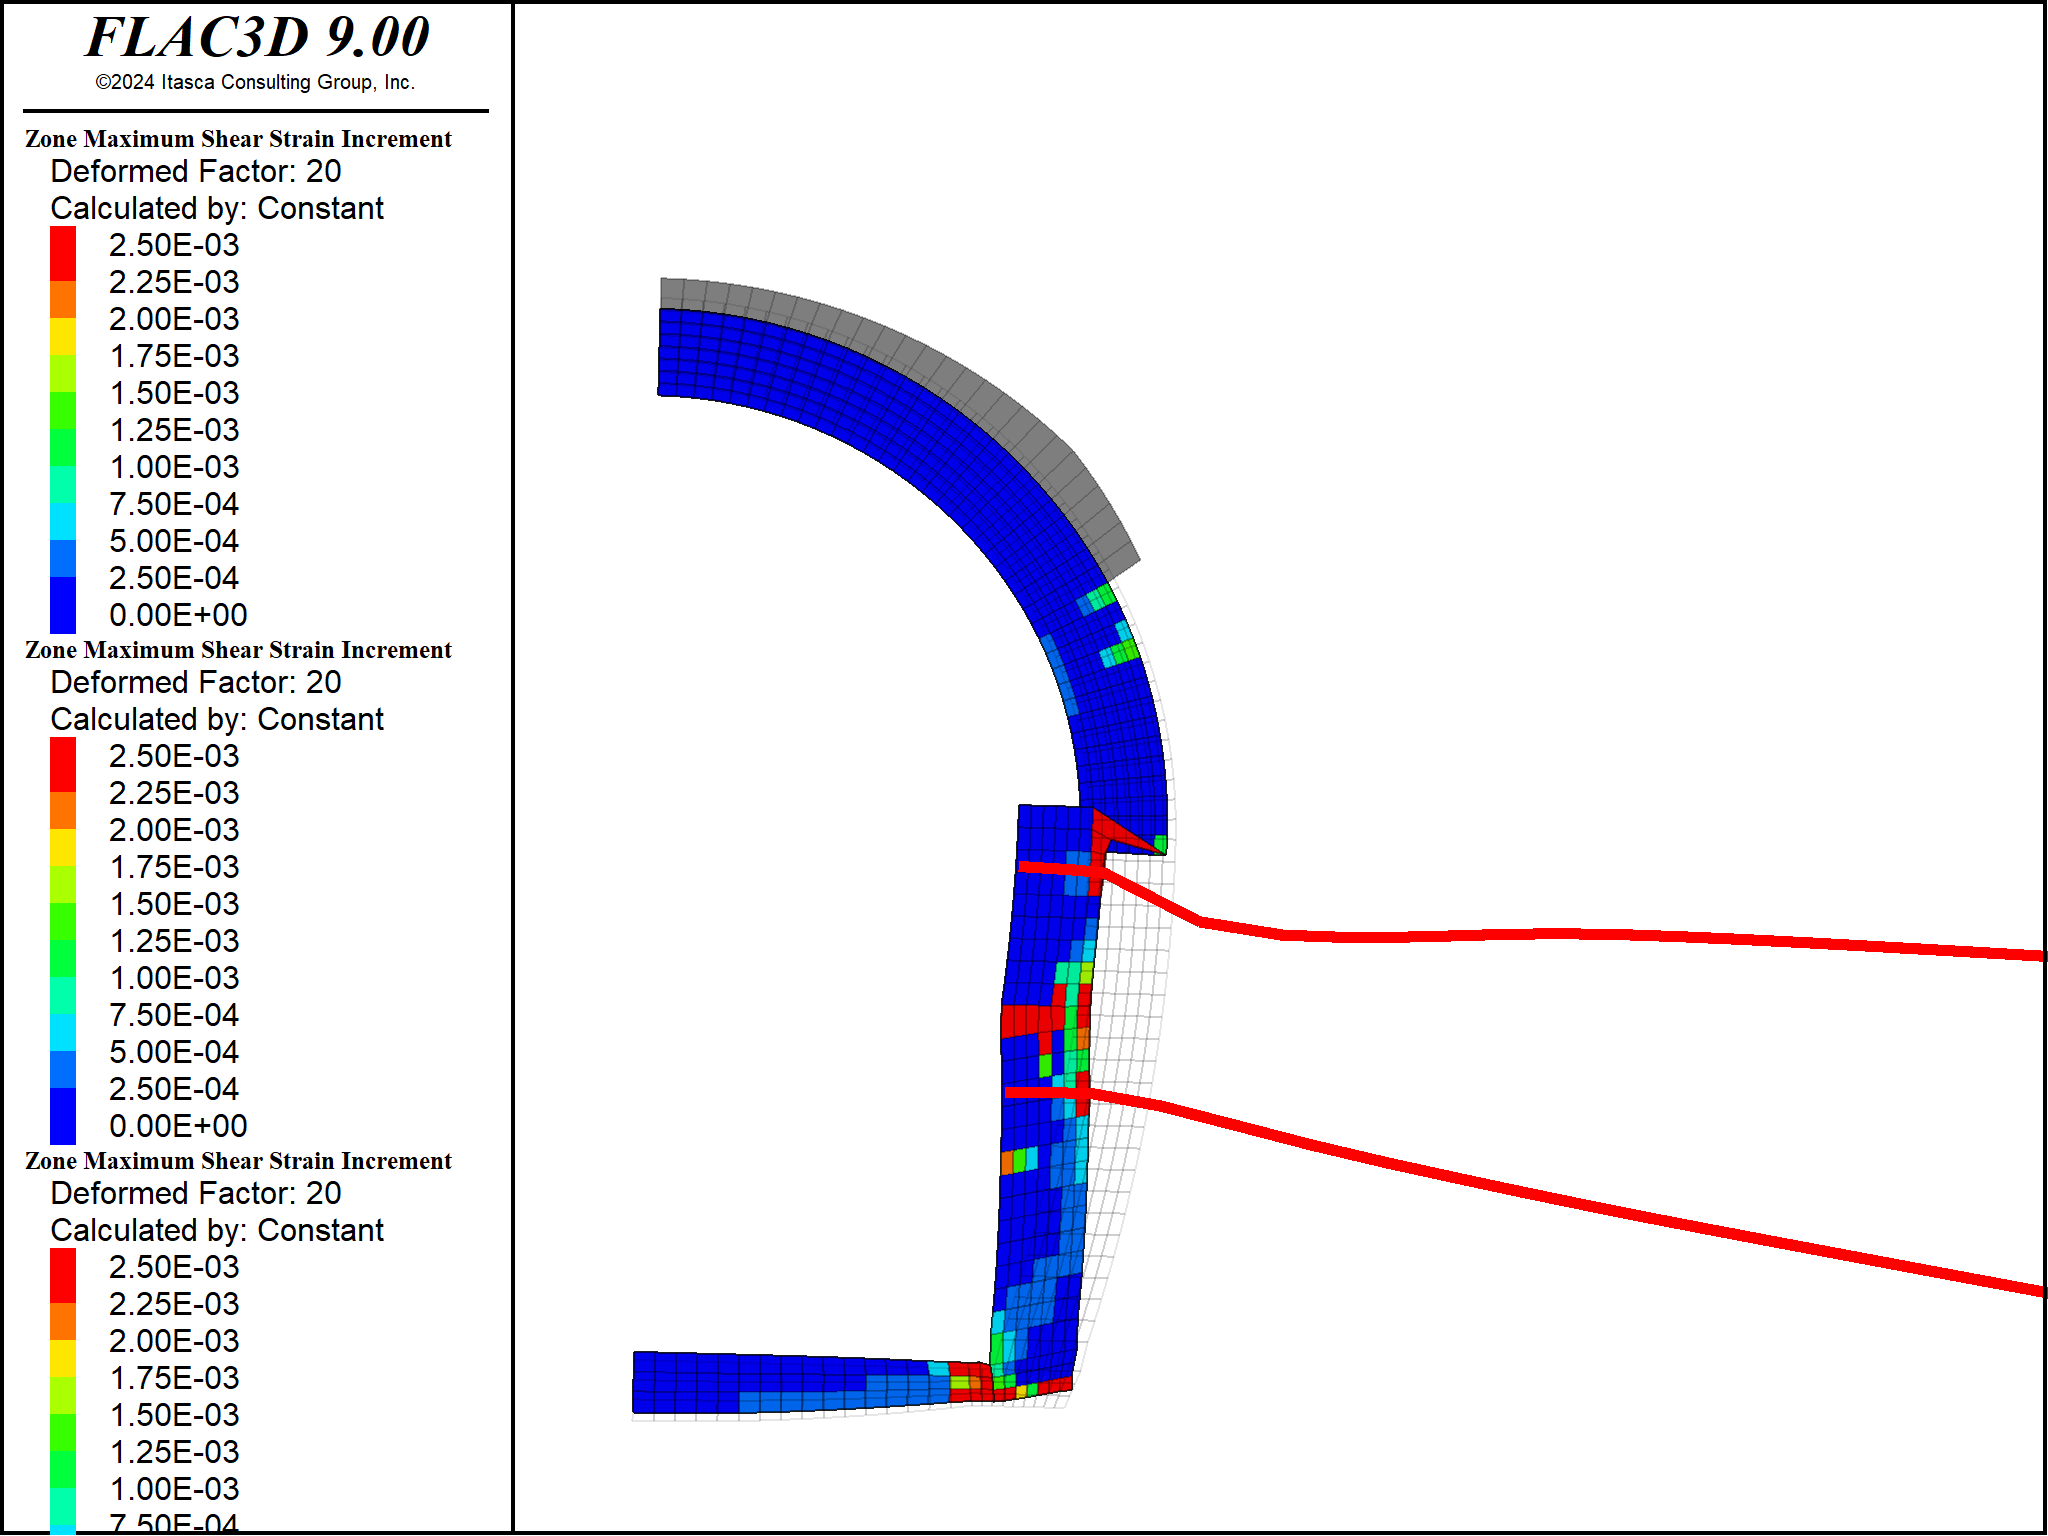 FLAC3D 9.00
©2024 Itasca Consulting Group, Inc.
Zone Maximum Shear Strain Increment
Deformed Factor: 20
Calculated by: Constant
2.50E-03
2.25E-03
2.00E-03
1.75E-03
1.50E-03
1.25E-03
1.00E-03
7.50E-04
5.00E-04
2.50E-04
0.00E+00
Zone Maximum Shear Strain Increment
Deformed Factor: 20
Calculated by: Constant
2.50E-03
2.25E-03
2.00E-03
1.75E-03
1.50E-03
1.25E-03
1.00E-03
7.50E-04
5.00E-04
2.50E-04
0.00E+00
Zone Maximum Shear Strain Increment
Deformed Factor: 20
Calculated by: Constant
2.50E-03
2.25E-03
2.00E-03
1.75E-03
1.50E-03
1.25E-03
1.00E-03
7.50E-04